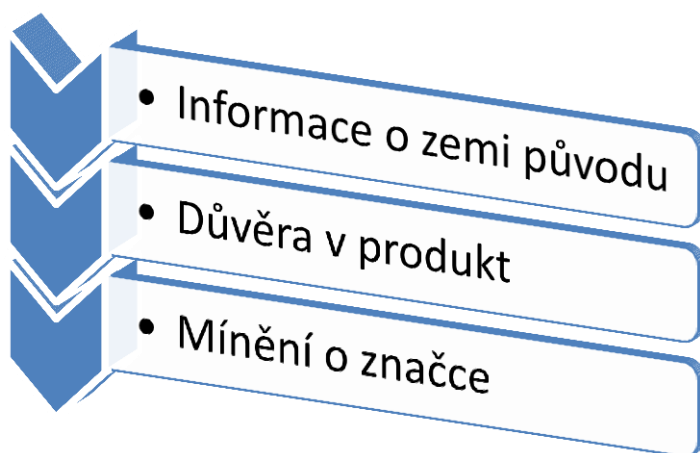 • Informace o zemi původu
• Důvěra v produkt
• Mínění o značce